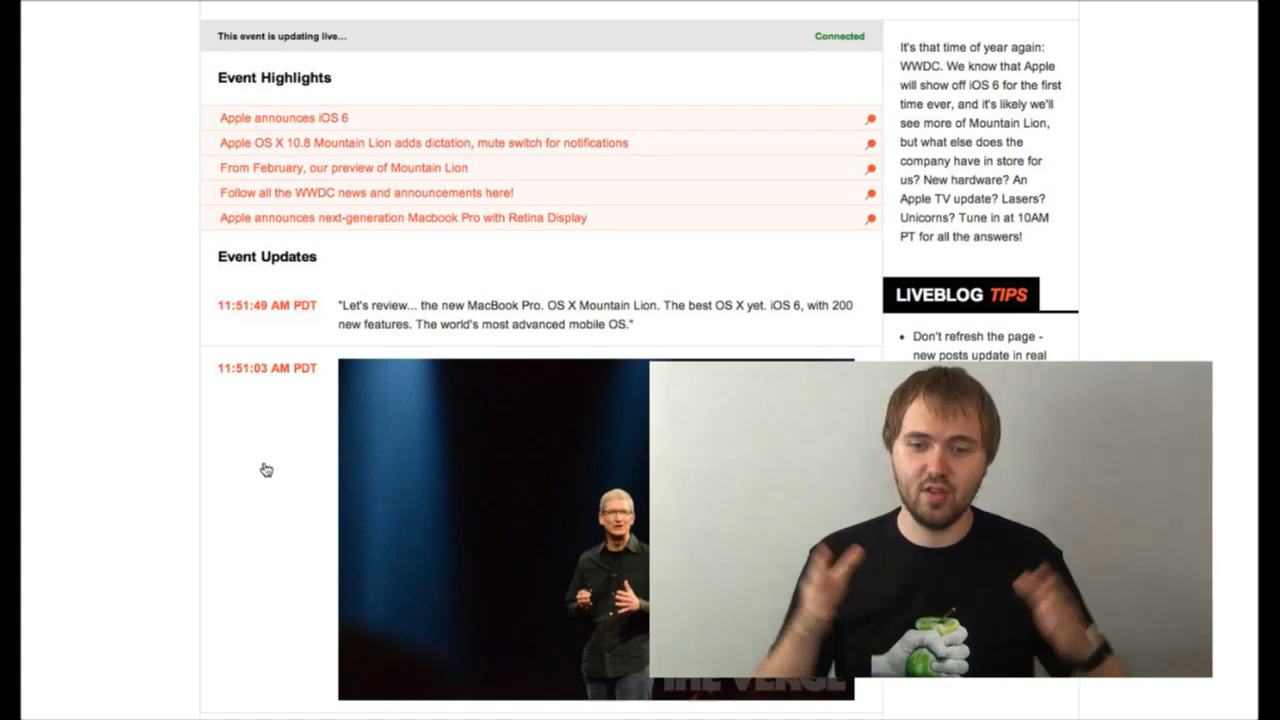 This event is updating live...
Connected
Event Highlights
Apple announces iOS 6
Apple OS X 10.8 Mountain Lion adds dictation, mute switch for notifications
From February, our preview of Mountain Lion
Follow all the WWDC news and announcements here!
Apple announces next-generation Macbook Pro with Retina Display
Event Updates
11:51:49 AM PDT
"Let's review... the new MacBook Pro. OS X Mountain Lion. The best OS X yet. iOS 6, with 200
new features. The world's most advanced mobile OS."
11:51:03 AM PDT
THE VERGE
It's that time of year again:
WWDC. We know that Apple
will show off iOS 6 for the first
time ever, and it's likely we'll
see more of Mountain Lion,
but what else does the
company have in store for
us? New hardware? An
Apple TV update? Lasers?
Unicorns? Tune in at 10AM
PT for all the answers!
LIVEBLOG TIPS
Don't refresh the page -
new posts update in real